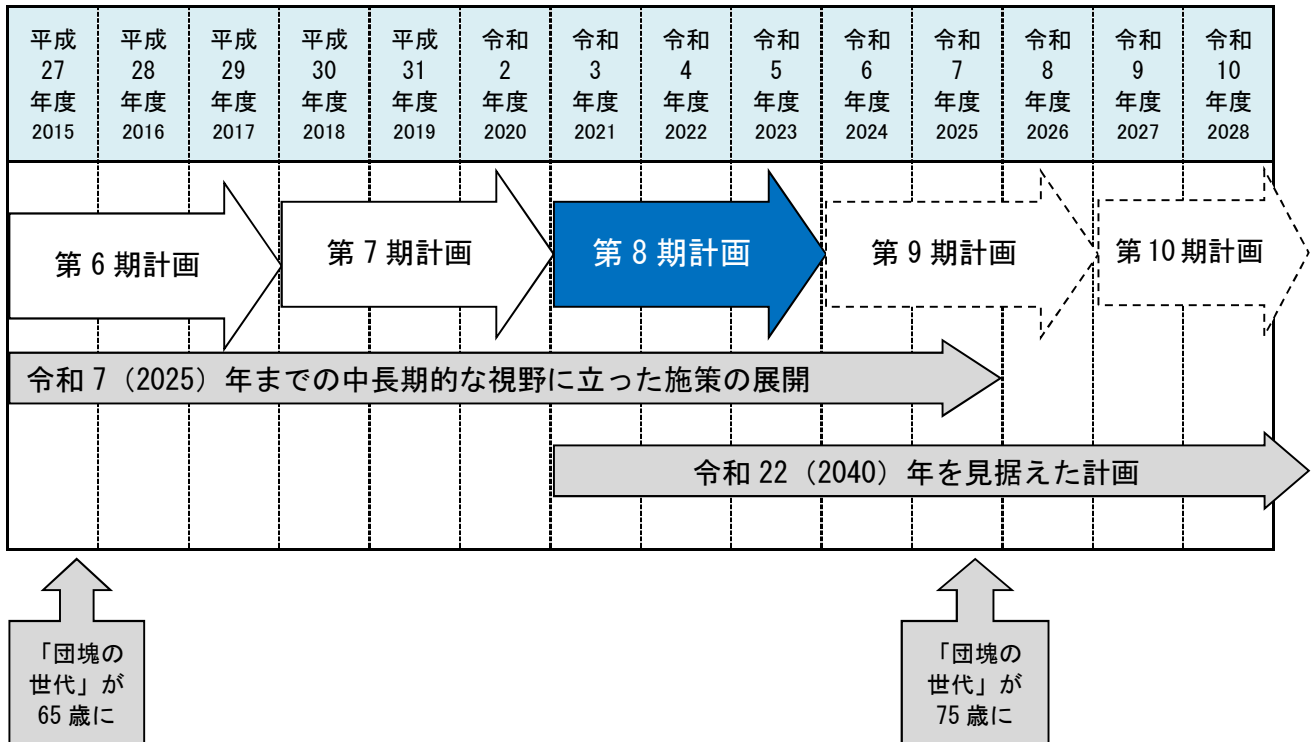 平成 平成 平成 平成 平成 令和 令和 令和 令和 令和 令和 令和 令和 令和
27 28 29 30 31 2 3 4 5 6 7 8 9 10
年度 年度 年度 年度 年度 年度 年度 年度 年度 年度 年度 年度 年度 年度
2015 2016 2017 2018 2019 2020 2021 2022 2023 2024 2025 2026 2027 2028
第6期計画
第7期計画
第8期計画
第9期計画
第10期計画
令和7（2025）年までの中長期的な視野に立った施策の展開
令和22（2040）年を見据えた計画
「団塊の
世代」が
65歳に
「団塊の
世代」が
75歳に